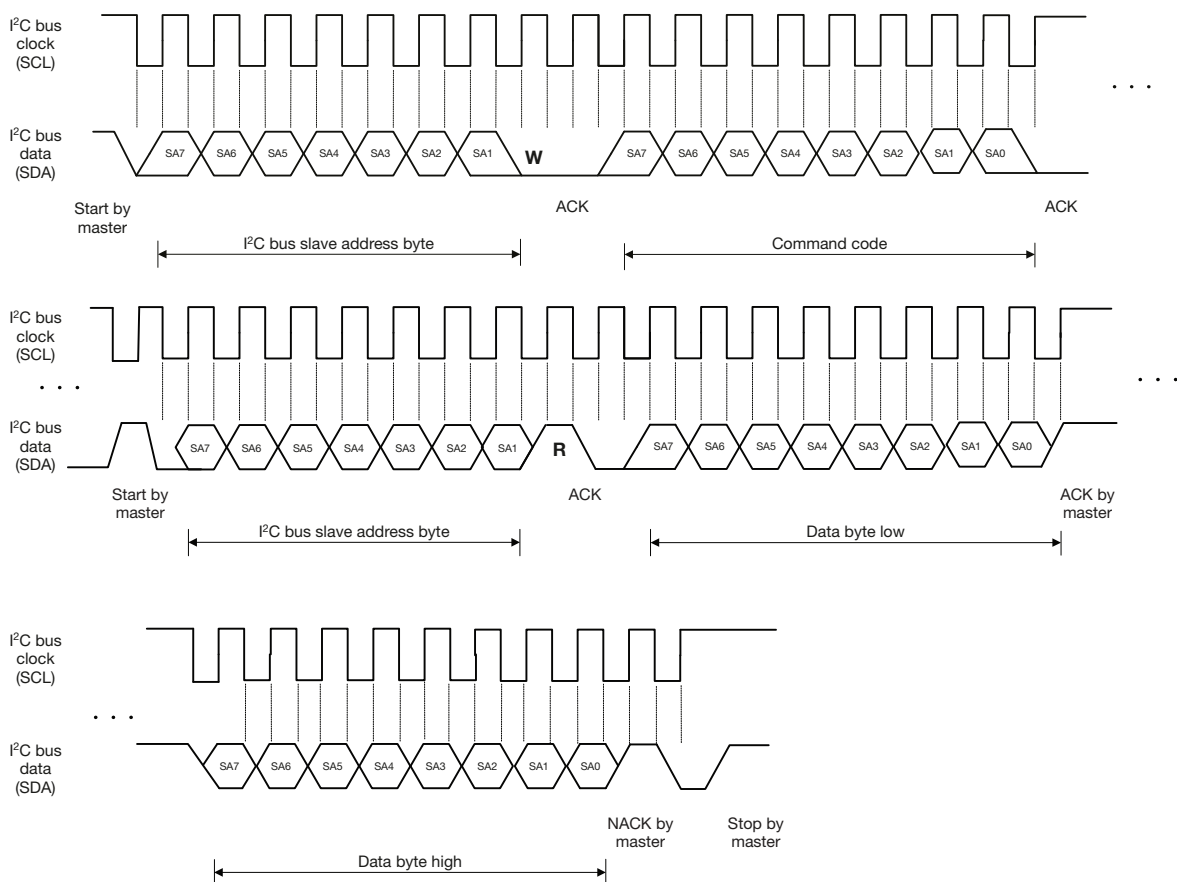 I²C bus
clock
(SCL)
. . .
I²C bus
data
(SDA)
SA7 SA6 SA5 SA4 SA3 SA2 SA1 W SA7 SA6 SA5 SA4 SA3 SA2 SA1 SA0
Start by
master
ACK
ACK
I²C bus slave address byte
Command code
I²C bus
clock
(SCL)
. . .
. . .
I²C bus
data
(SDA)
SA7 SA6 SA5 SA4 SA3 SA2 SA1 R SA7 SA6 SA5 SA4 SA3 SA2 SA1 SA0
Start by
master
ACK
ACK by
master
I²C bus slave address byte
Data byte low
I²C bus
clock
(SCL)
. . .
I²C bus
data
(SDA)
SA7 SA6 SA5 SA4 SA3 SA2 SA1 SA0
NACK by
master
Stop by
master
Data byte high